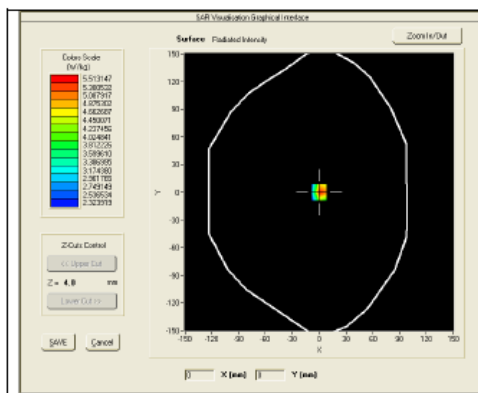 SAR Visualisation Graphical Interface
Surface Radiated Intensity
Zoom In/Out
Colors Scale
(W/kg)
5.513147
5.300532
5.087917
4.875302
4.662687
4.450071
4.237456
4.024841
3.812225
3.599610
3.386995
3.174380
2.961765
2.749149
2.536534
2.323919
Z-Cuts Control
<< Upper Cut
Z = 4.0 mm
Lower Cut >>
SAVE Cancel
150
120
90
60
30
0
-30
-60
-90
-120
-150
Y
-150 -120 -90 -60 -30 0 30 60 90 120 150
X
0 X (mm) 0 Y (mm)